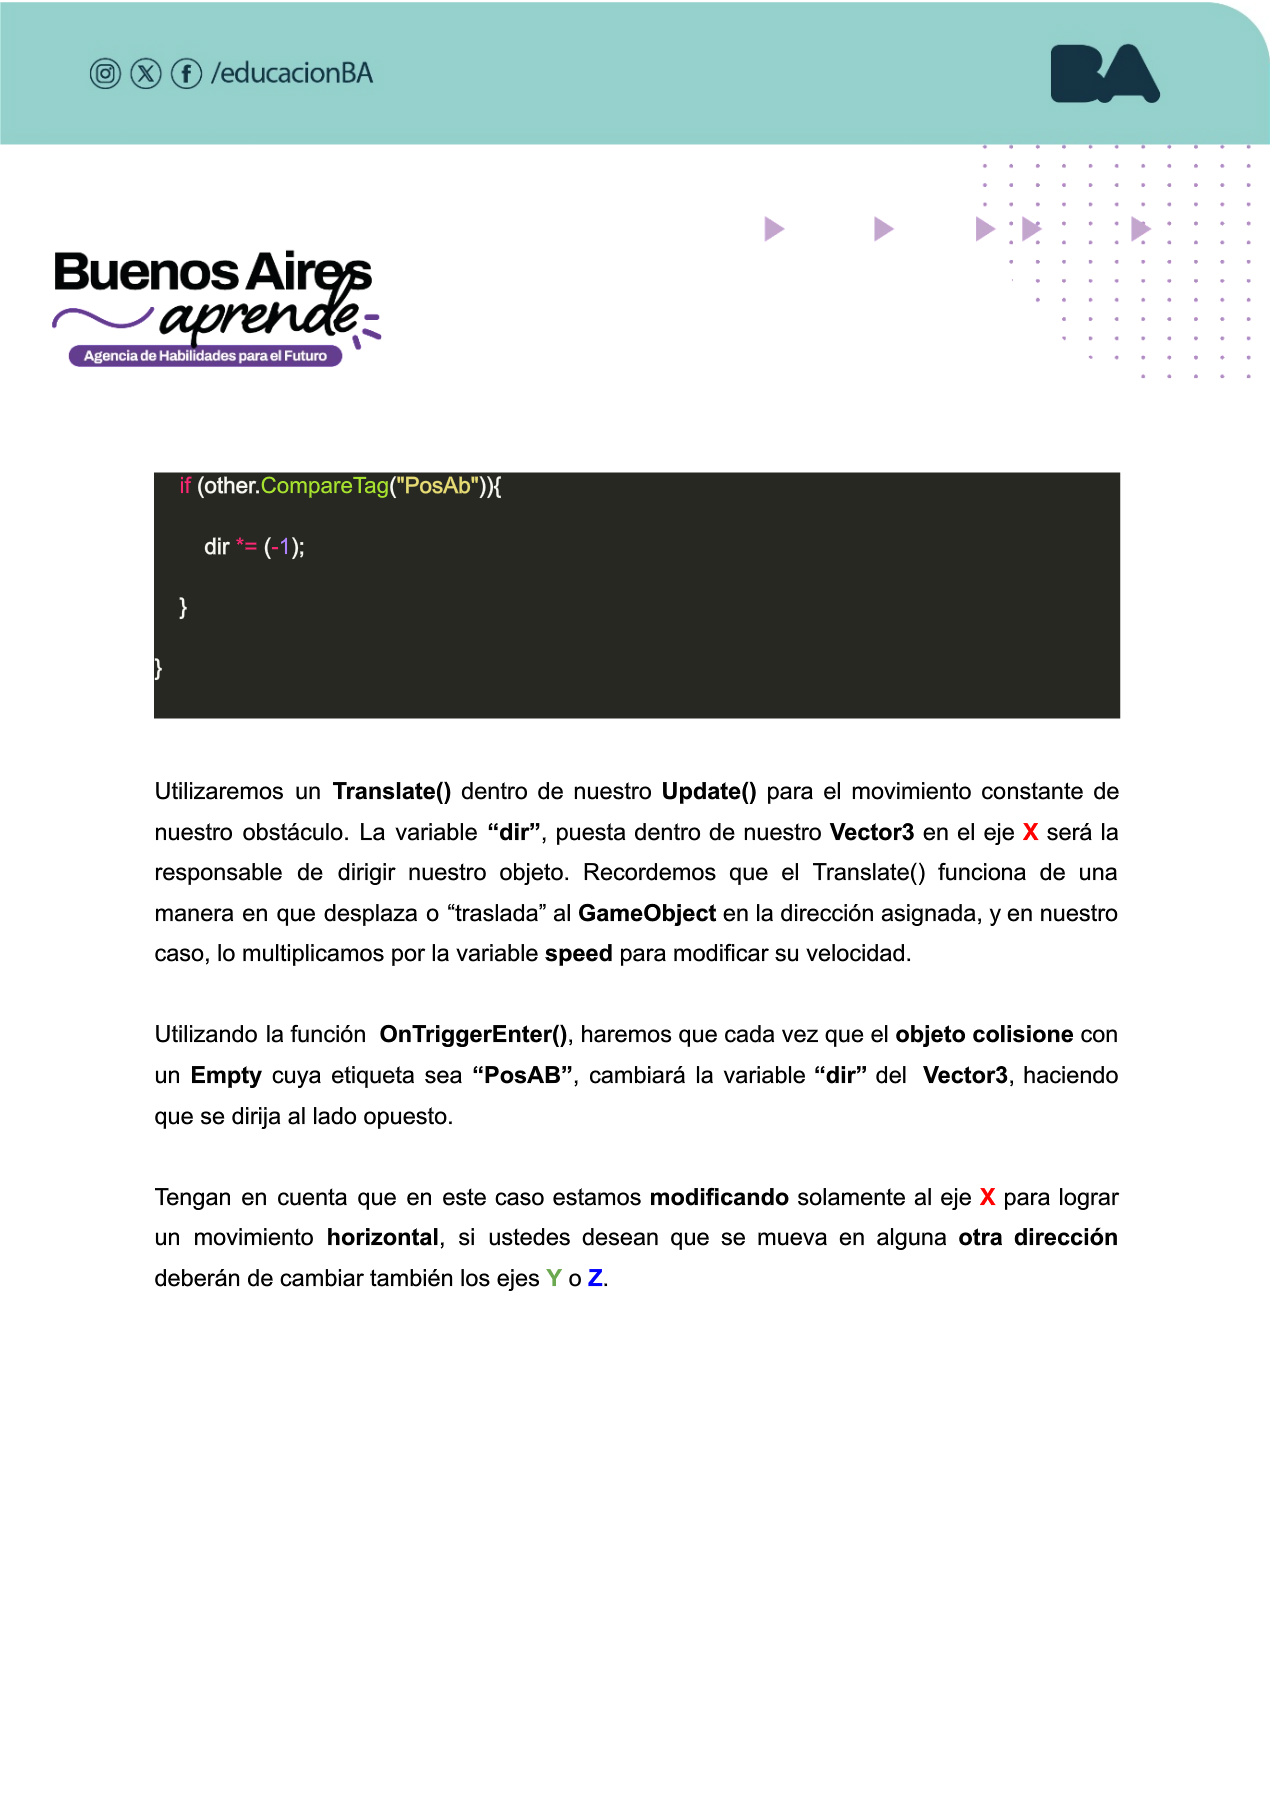 /educacionBA
BA
Buenos Aires
aprende
Agencia de Habilidades para el Futuro
if (other.CompareTag("PosAb")){
dir *= (-1);
}
}
Utilizaremos un Translate() dentro de nuestro Update() para el movimiento constante de
nuestro obstáculo. La variable “dir”, puesta dentro de nuestro Vector3 en el eje X será la
responsable de dirigir nuestro objeto. Recordemos que el Translate() funciona de una
manera en que desplaza o “traslada” al GameObject en la dirección asignada, y en nuestro
caso, lo multiplicamos por la variable speed para modificar su velocidad.
Utilizando la función OnTriggerEnter(), haremos que cada vez que el objeto colisione con
un Empty cuya etiqueta sea “PosAB”, cambiará la variable “dir” del Vector3, haciendo
que se dirija al lado opuesto.
Tengan en cuenta que en este caso estamos modificando solamente al eje X para lograr
un movimiento horizontal, si ustedes desean que se mueva en alguna otra dirección
deberán de cambiar también los ejes Y o Z.